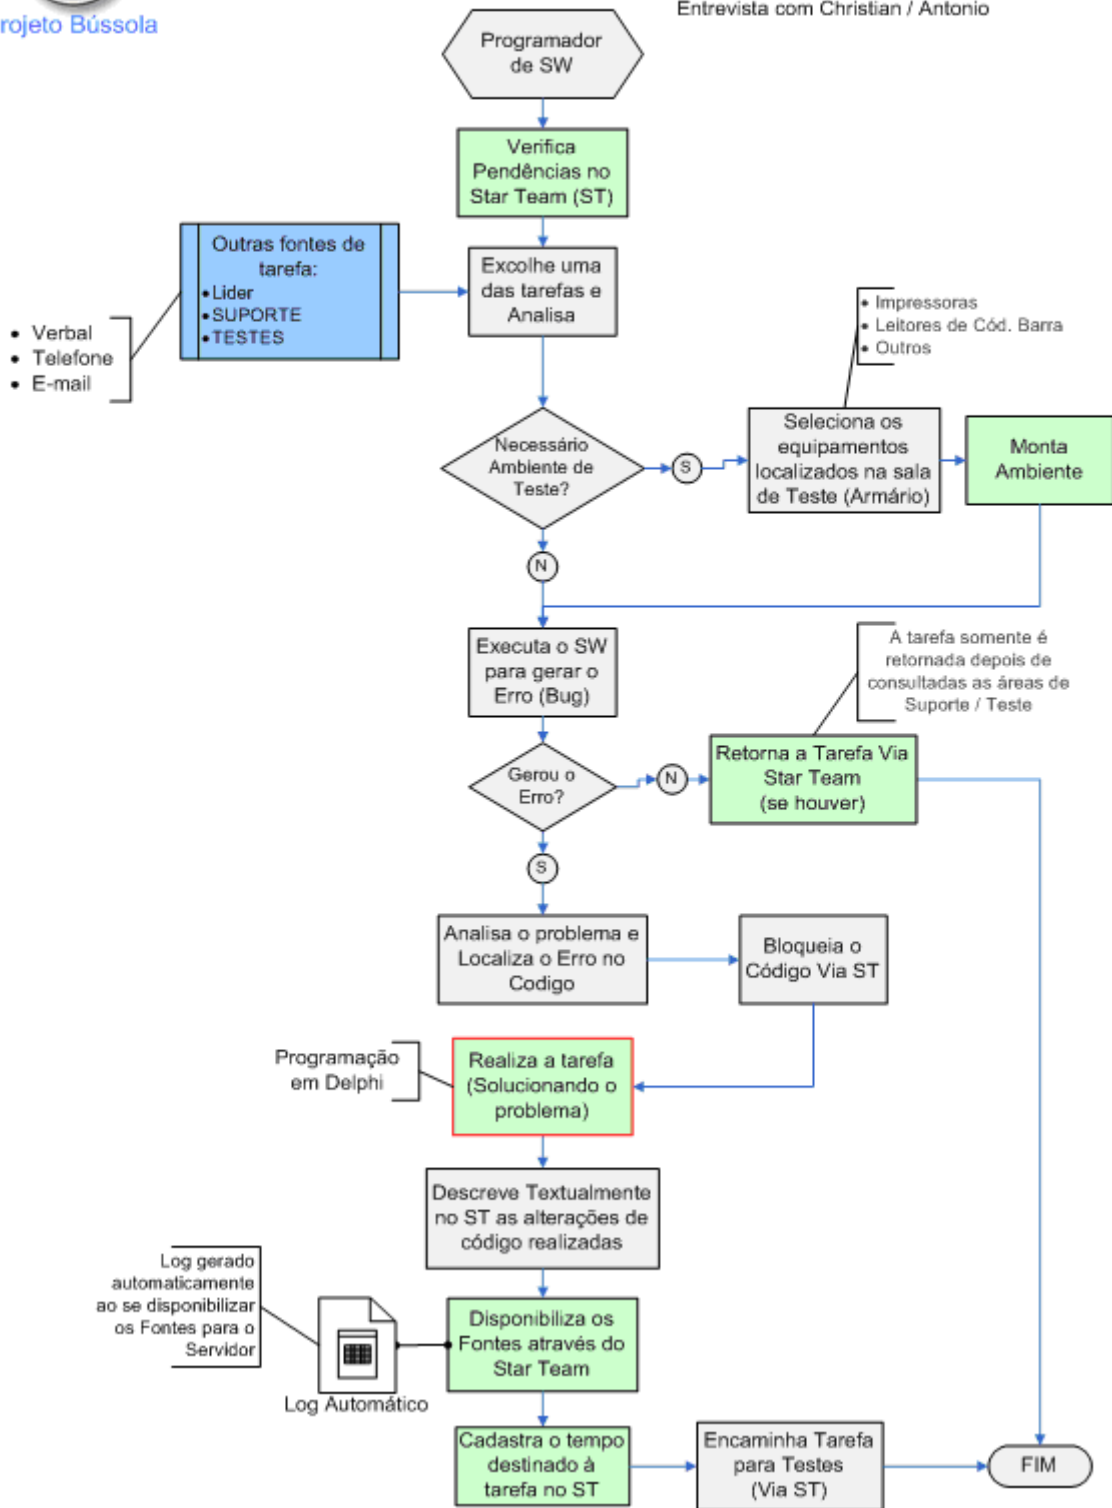 rojeto Bússola
Entrevista com Christian / Antonio
Programador
de SW
Verifica
Pendências no
Star Team (ST)
Outras fontes de
tarefa:
• Lider
• SUPORTE
• TESTES
• Verbal
• Telefone
• E-mail
Excolhe uma
das tarefas e
Analisa
• Impressoras
• Leitores de Cód. Barra
• Outros
Necessário
Ambiente de
Teste?
S
Seleciona os
equipamentos
localizados na sala
de Teste (Armário)
Monta
Ambiente
N
Executa o SW
para gerar o
Erro (Bug)
A tarefa somente é
retornada depois de
consultadas as áreas de
Suporte / Teste
Gerou o
Erro?
N
Retorna a Tarefa Via
Star Team
(se houver)
S
Analisa o problema e
Localiza o Erro no
Codigo
Bloqueia o
Código Via ST
Programação
em Delphi
Realiza a tarefa
(Solucionando o
problema)
Descreve Textualmente
no ST as alterações de
código realizadas
Log gerado
automaticamente
ao se disponibilizar
os Fontes para o
Servidor
Log Automático
Disponibiliza os
Fontes através do
Star Team
Cadastra o tempo
destinado à
tarefa no ST
Encaminha Tarefa
para Testes
(Via ST)
FIM